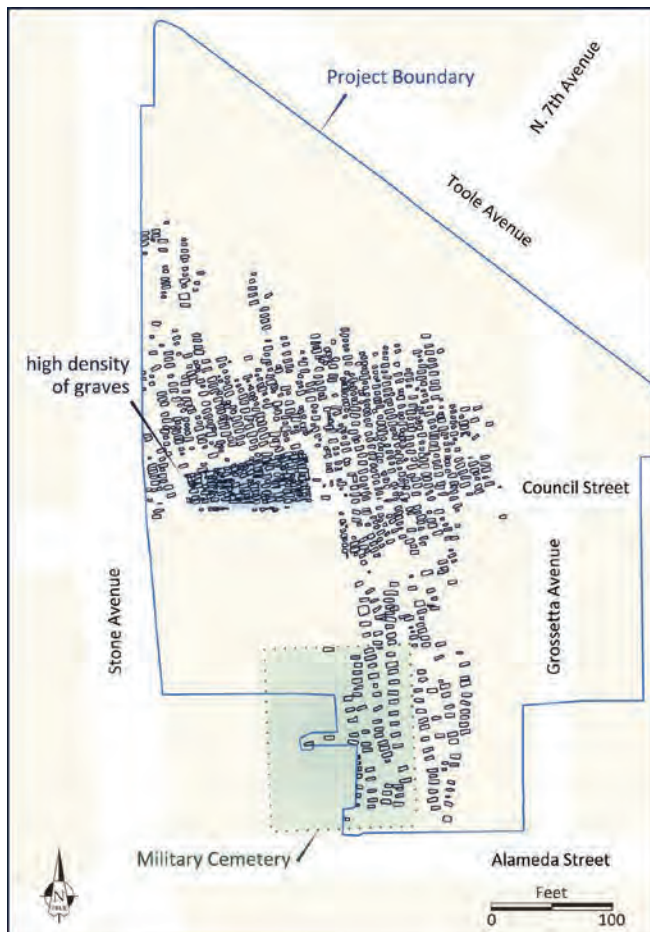 Project Boundary
N. 7th Avenue
Toole Avenue
high density
of graves
Council Street
Stone Avenue
Grossetta Avenue
Military Cemetery
Alameda Street
N
Feet
0 100